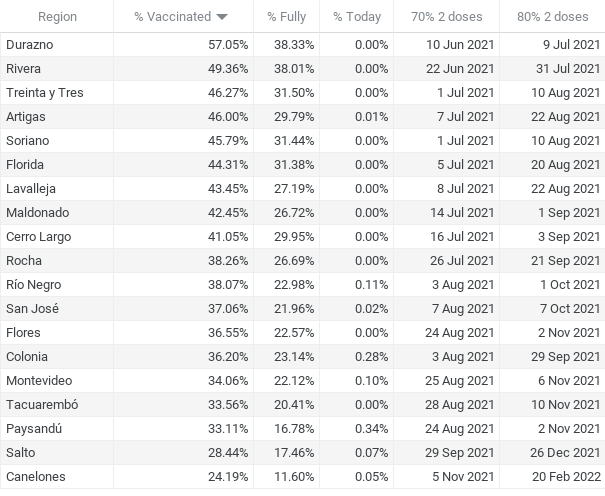 Region % Vaccinated % Fully % Today 70% 2 doses 80% 2 doses
Durazno 57.05% 38.33% 0.00% 10 Jun 2021 9 Jul 2021
Rivera 49.36% 38.01% 0.00% 22 Jun 2021 31 Jul 2021
Treinta y Tres 46.27% 31.50% 0.00% 1 Jul 2021 10 Aug 2021
Artigas 46.00% 29.79% 0.01% 7 Jul 2021 22 Aug 2021
Soriano 45.79% 31.44% 0.00% 1 Jul 2021 10 Aug 2021
Florida 44.31% 31.38% 0.00% 5 Jul 2021 20 Aug 2021
Lavalleja 43.45% 27.19% 0.00% 8 Jul 2021 22 Aug 2021
Maldonado 42.45% 26.72% 0.00% 14 Jul 2021 1 Sep 2021
Cerro Largo 41.05% 29.95% 0.00% 16 Jul 2021 3 Sep 2021
Rocha 38.26% 26.69% 0.00% 26 Jul 2021 21 Sep 2021
Río Negro 38.07% 22.98% 0.11% 3 Aug 2021 1 Oct 2021
San José 37.06% 21.96% 0.02% 7 Aug 2021 7 Oct 2021
Flores 36.55% 22.57% 0.00% 24 Aug 2021 2 Nov 2021
Colonia 36.20% 23.14% 0.28% 3 Aug 2021 29 Sep 2021
Montevideo 34.06% 22.12% 0.10% 25 Aug 2021 6 Nov 2021
Tacuarembó 33.56% 20.41% 0.00% 28 Aug 2021 10 Nov 2021
Paysandú 33.11% 16.78% 0.34% 24 Aug 2021 2 Nov 2021
Salto 28.44% 17.46% 0.07% 29 Sep 2021 26 Dec 2021
Canelones 24.19% 11.60% 0.05% 5 Nov 2021 20 Feb 2022